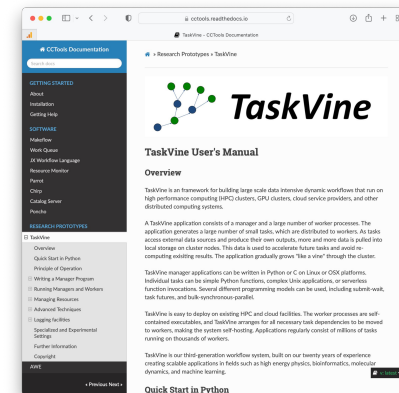 cctools.readthedocs.io
TaskVine - CCTools Documentation
CCTools Documentation
Search docs
GETTING STARTED
About
Installation
Getting Help
SOFTWARE
Makeflow
Work Queue
JX Workflow Language
Resource Monitor
Parrot
Chirp
Catalog Server
Poncho
RESEARCH PROTOTYPES
TaskVine
Overview
Quick Start in Python
Principle of Operation
Writing a Manager Program
Running Managers and Workers
Managing Resources
Advanced Techniques
Logging facilities
Specialized and Experimental
Settings
Further Information
Copyright
AWE
« Previous Next »
» Research Prototypes » TaskVine
TaskVine
TaskVine User's Manual
Overview
TaskVine is an framework for building large scale data intensive dynamic workflows that run on
high performance computing (HPC) clusters, GPU clusters, cloud service providers, and other
distributed computing systems.
A TaskVine application consists of a manager and a large number of worker processes. The
application generates a large number of small tasks, which are distributed to workers. As tasks
access external data sources and produce their own outputs, more and more data is pulled into
local storage on cluster nodes. This data is used to accelerate future tasks and avoid re-
computing exisiting results. The application gradually grows "like a vine" through the cluster.
TaskVine manager applications can be written in Python or C on Linux or OSX platforms.
Individual tasks can be simple Python functions, complex Unix applications, or serverless
function invocations. Several different programming models can be used, including submit-wait,
task futures, and bulk-synchronous-parallel.
TaskVine is easy to deploy on existing HPC and cloud facilities. The worker processes are self-
contained executables, and TaskVine arranges for all necessary task dependencies to be moved
to workers, making the system self-hosting. Applications regularly consist of millions of tasks
running on thousands of workers.
TaskVine is our third-generation workflow system, built on our twenty years of experience
creating scalable applications in fields such as high energy physics, bioinformatics, molecular
dynamics, and machine learning.
v: latest
Quick Start in Python